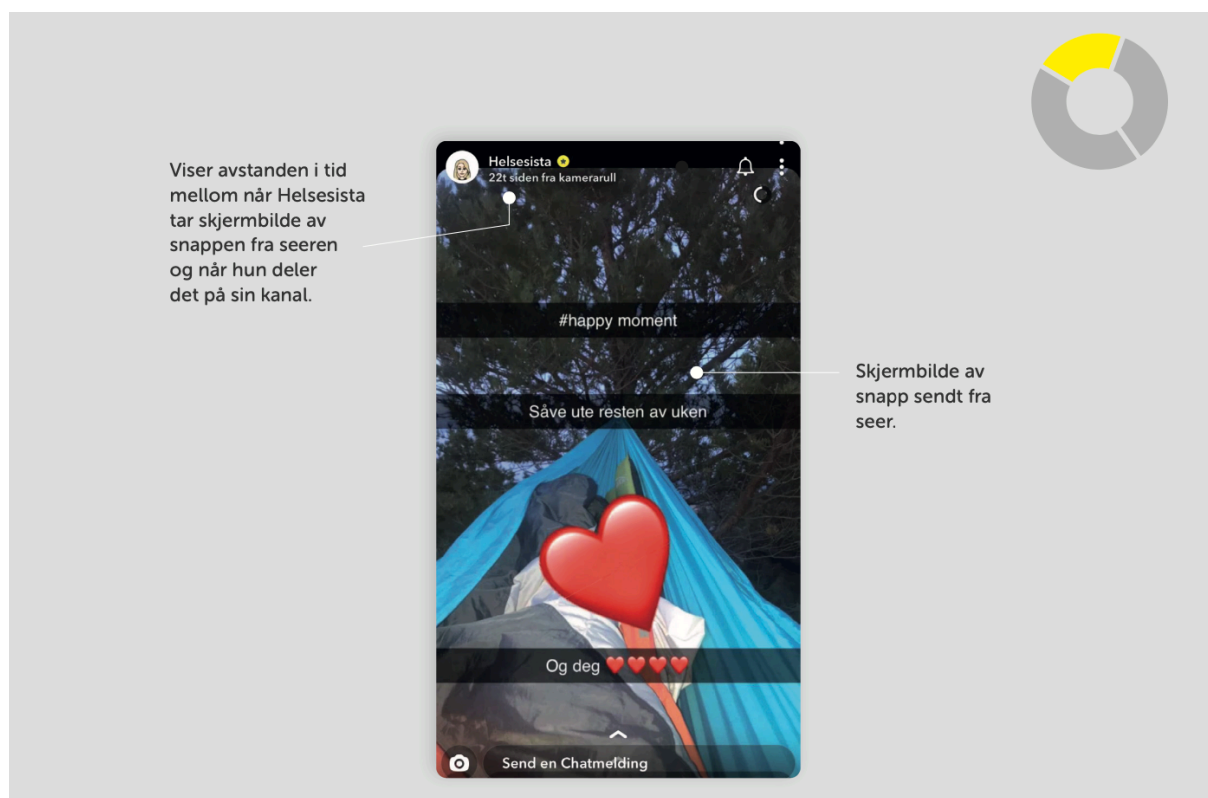 Viser avstanden i tid
mellom når Helsesista
tar skjermbilde av
snappen fra seeren
og når hun deler
det på sin kanal.
Helsesista
22t siden fra kamerarull
#happy moment
Såve ute resten av uken
Og deg ❤️❤️❤️❤️
Send en Chatmelding
Skjermbilde av
snapp sendt fra
seer.